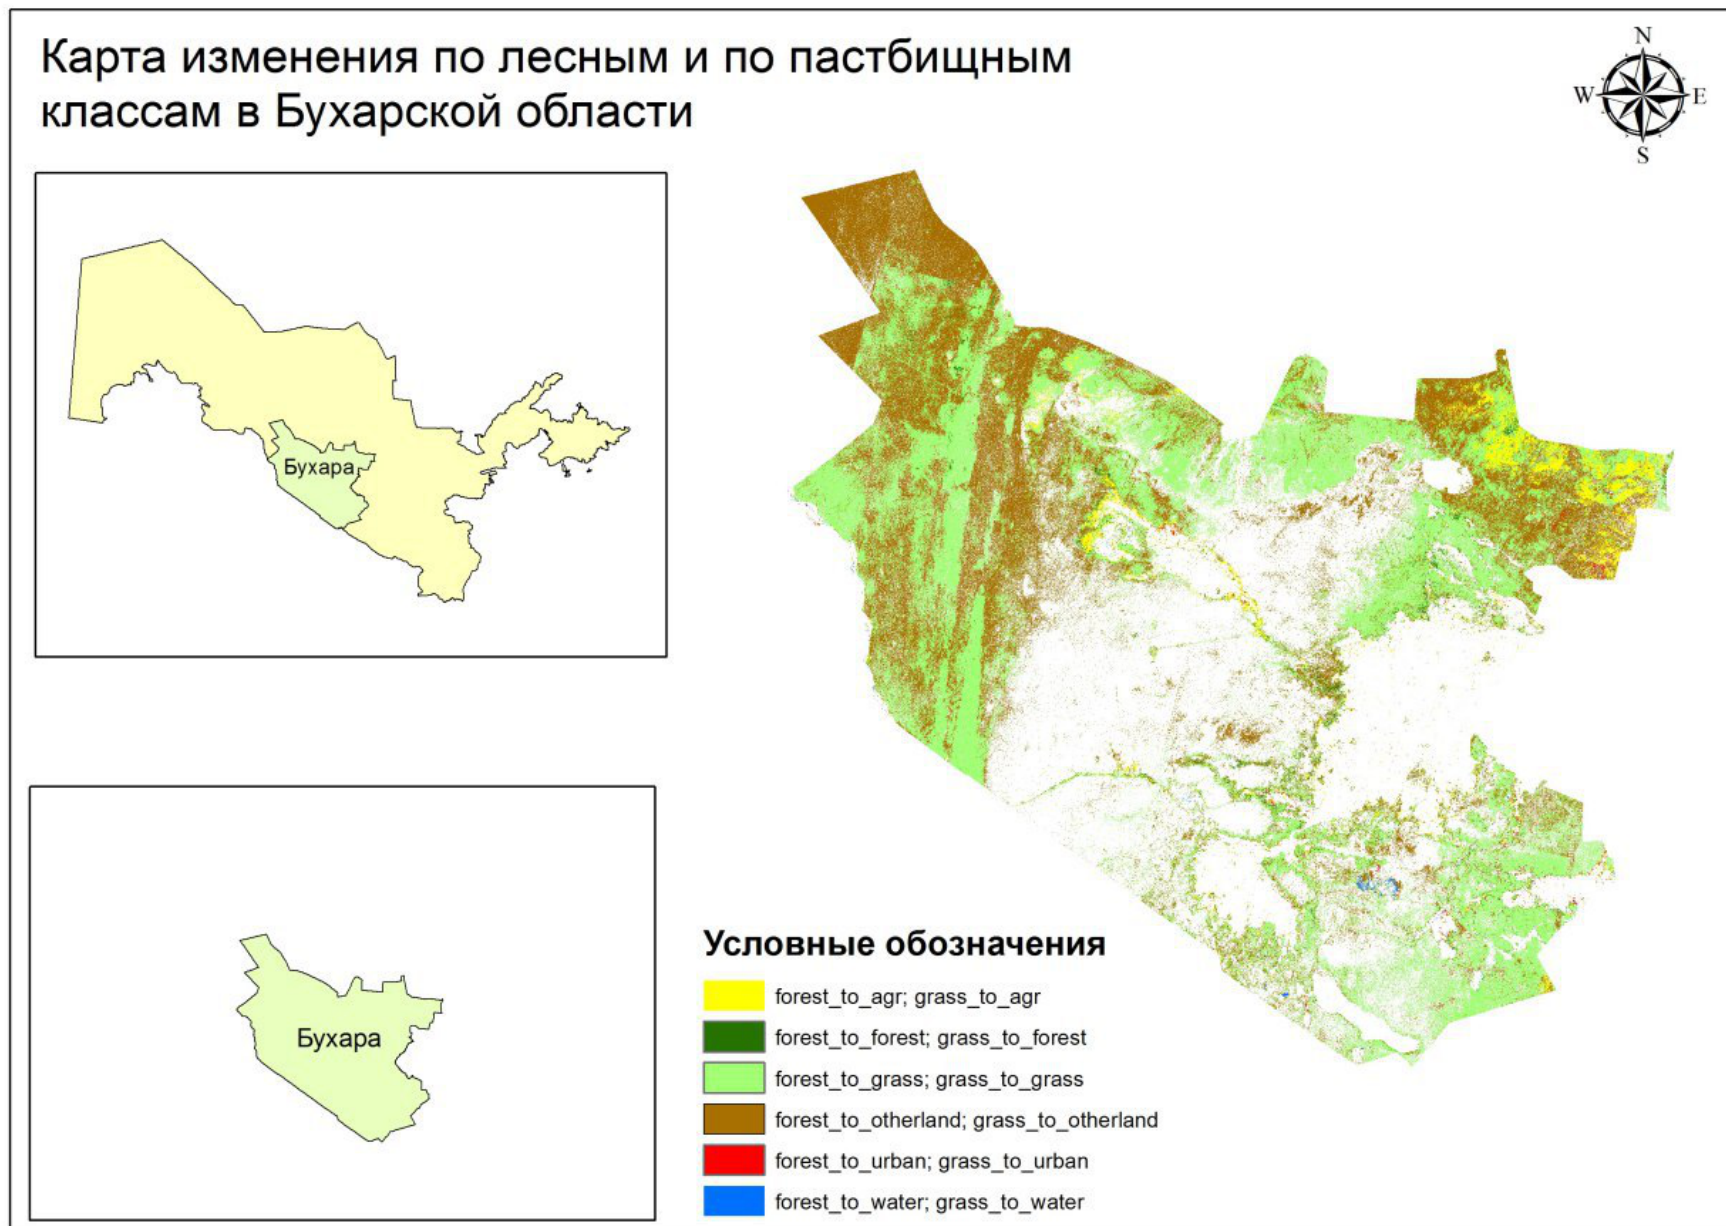 Карта изменения по лесным и по пастбищным
классам в Бухарской области
N
W
E
S
Бухара
Бухара
Условные обозначения
forest_to_agr; grass_to_agr
forest_to_forest; grass_to_forest
forest_to_grass; grass_to_grass
forest_to_otherland; grass_to_otherland
forest_to_urban; grass_to_urban
forest_to_water; grass_to_water